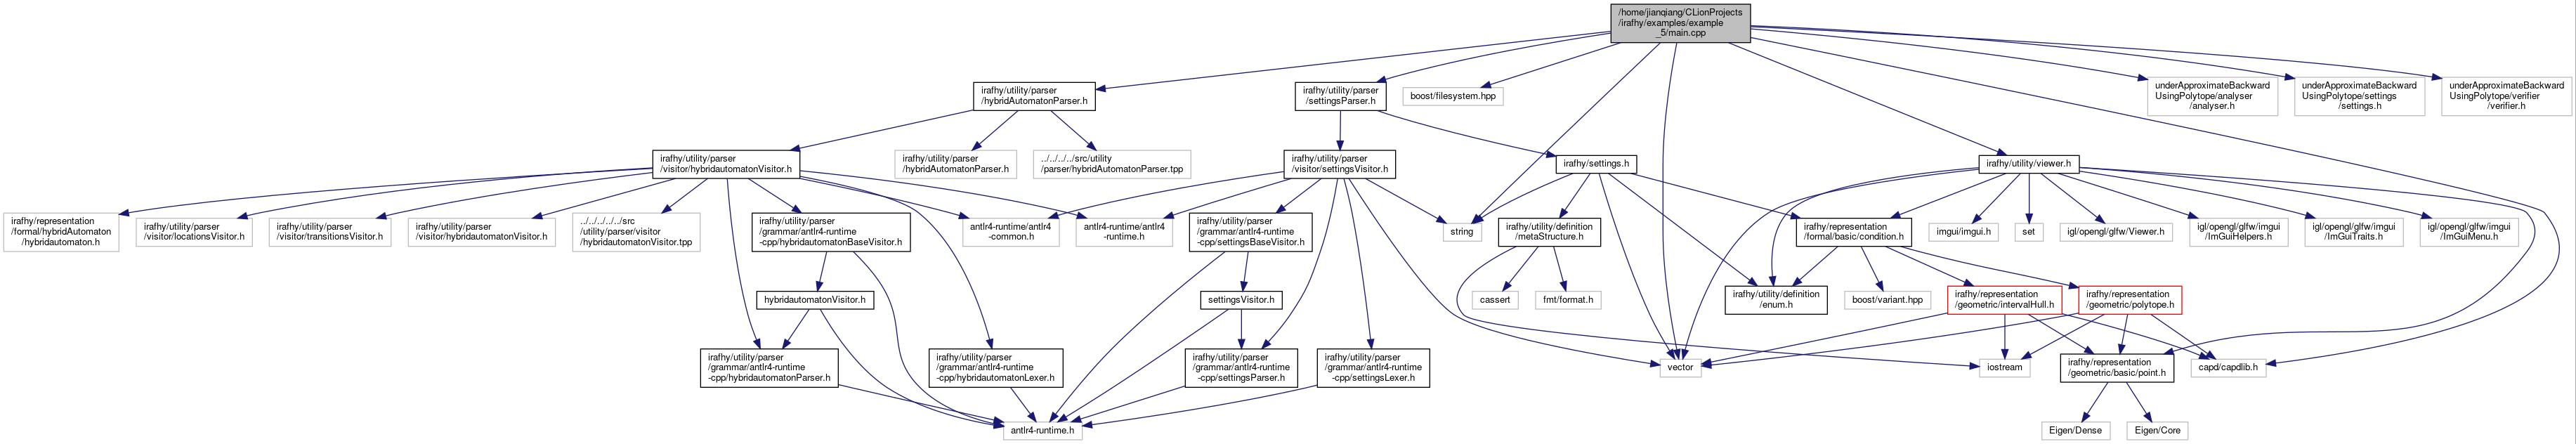 /home/jianqiang/CLionProjects
/irafhy/examples/example
_5/main.cpp
irafhy/utility/parser
/hybridAutomatonParser.h
irafhy/utility/parser
/settingsParser.h
boost/filesystem.hpp
underApproximateBackward
UsingPolytope/analyser
/analyser.h
underApproximateBackward
UsingPolytope/settings
/settings.h
underApproximateBackward
UsingPolytope/verifier
/verifier.h
irafhy/utility/parser
/visitor/hybridautomatonVisitor.h
irafhy/utility/parser
/hybridAutomatonParser.h
../../../../src/utility
/parser/hybridAutomatonParser.tpp
irafhy/utility/parser
/visitor/settingsVisitor.h
irafhy/settings.h
irafhy/utility/viewer.h
irafhy/representation
/formal/hybridAutomaton
/hybridautomaton.h
irafhy/utility/parser
/visitor/locationsVisitor.h
irafhy/utility/parser
/visitor/transitionsVisitor.h
irafhy/utility/parser
/visitor/hybridautomatonVisitor.h
../../../../../src
/utility/parser/visitor
/hybridautomatonVisitor.tpp
irafhy/utility/parser
/grammar/antlr4-runtime
-cpp/hybridautomatonBaseVisitor.h
antlr4-runtime/antlr4
-common.h
antlr4-runtime/antlr4
-runtime.h
irafhy/utility/parser
/grammar/antlr4-runtime
-cpp/settingsBaseVisitor.h
string
irafhy/utility/definition
/metaStructure.h
irafhy/representation
/formal/basic/condition.h
imgui/imgui.h
set
igl/opengl/glfw/Viewer.h
igl/opengl/glfw/imgui
/ImGuiHelpers.h
igl/opengl/glfw/imgui
/ImGuiTraits.h
igl/opengl/glfw/imgui
/ImGuiMenu.h
hybridautomatonVisitor.h
settingsVisitor.h
cassert
fmt/format.h
irafhy/utility/definition
/enum.h
boost/variant.hpp
irafhy/representation
/geometric/intervalHull.h
irafhy/representation
/geometric/polytope.h
irafhy/utility/parser
/grammar/antlr4-runtime
-cpp/hybridautomatonParser.h
irafhy/utility/parser
/grammar/antlr4-runtime
-cpp/hybridautomatonLexer.h
irafhy/utility/parser
/grammar/antlr4-runtime
-cpp/settingsParser.h
irafhy/utility/parser
/grammar/antlr4-runtime
-cpp/settingsLexer.h
vector
iostream
irafhy/representation
/geometric/basic/point.h
capd/capdlib.h
antlr4-runtime.h
Eigen/Dense
Eigen/Core